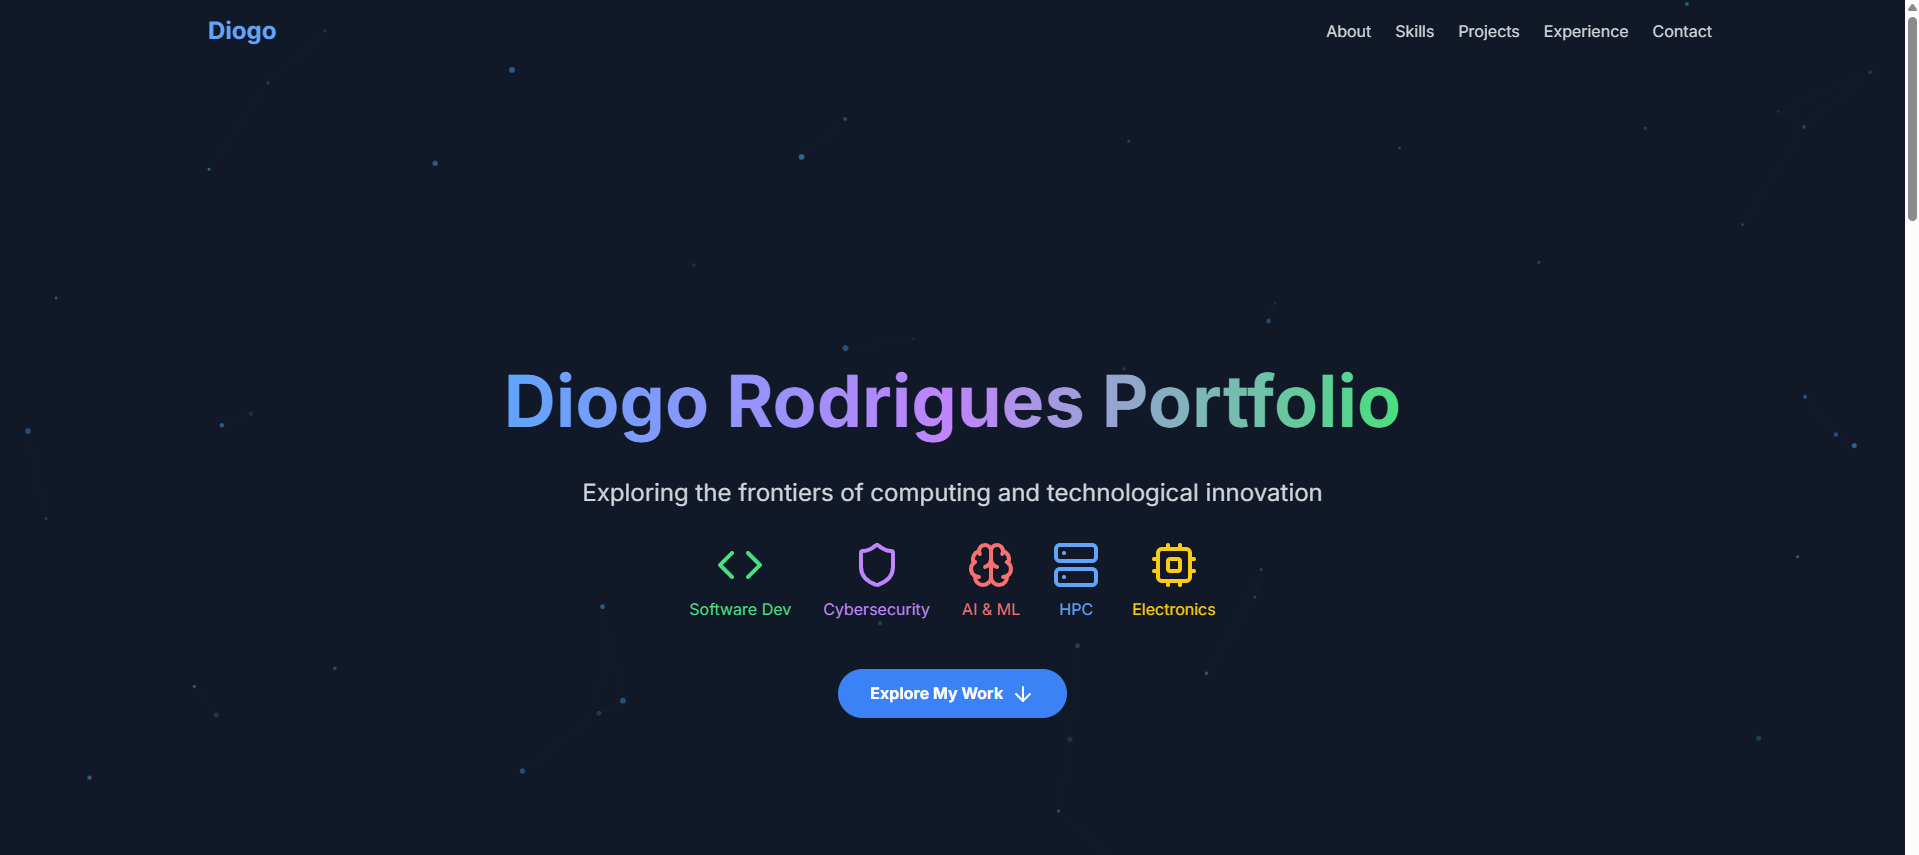 Diogo
About Skills Projects Experience Contact
Diogo Rodrigues Portfolio
Exploring the frontiers of computing and technological innovation
Software Dev Cybersecurity AI & ML HPC Electronics
Explore My Work